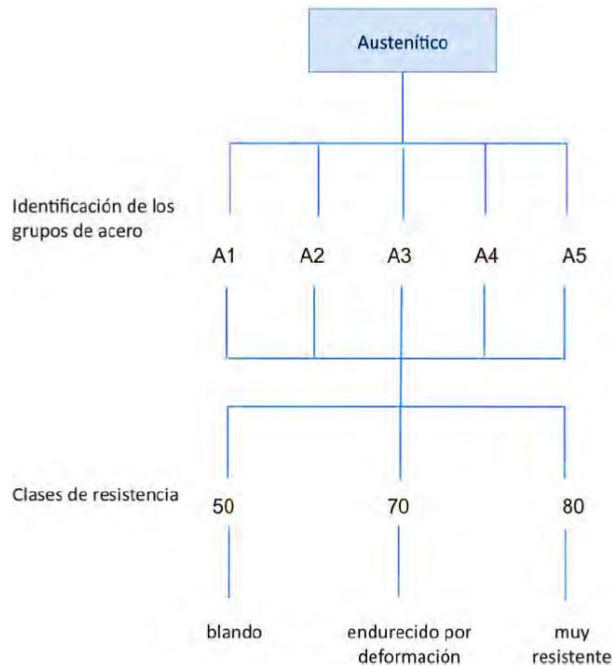 Austenítico
Identificación de los
grupos de acero
A1 A2 A3 A4 A5
Clases de resistencia
50 70 80
blando endurecido por muy
deformación resistente